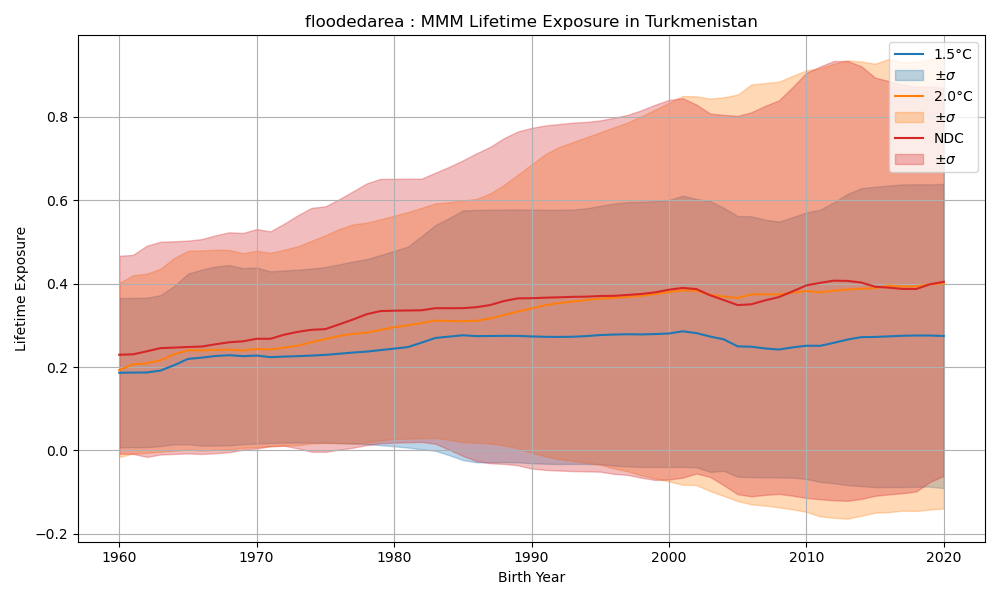 floodedarea : MMM Lifetime Exposure in Turkmenistan
1.5°C
±σ
2.0°C
±σ
NDC
±σ
Lifetime Exposure
0.8
0.6
0.4
0.2
0.0
−0.2
1960 1970 1980 1990 2000 2010 2020
Birth Year